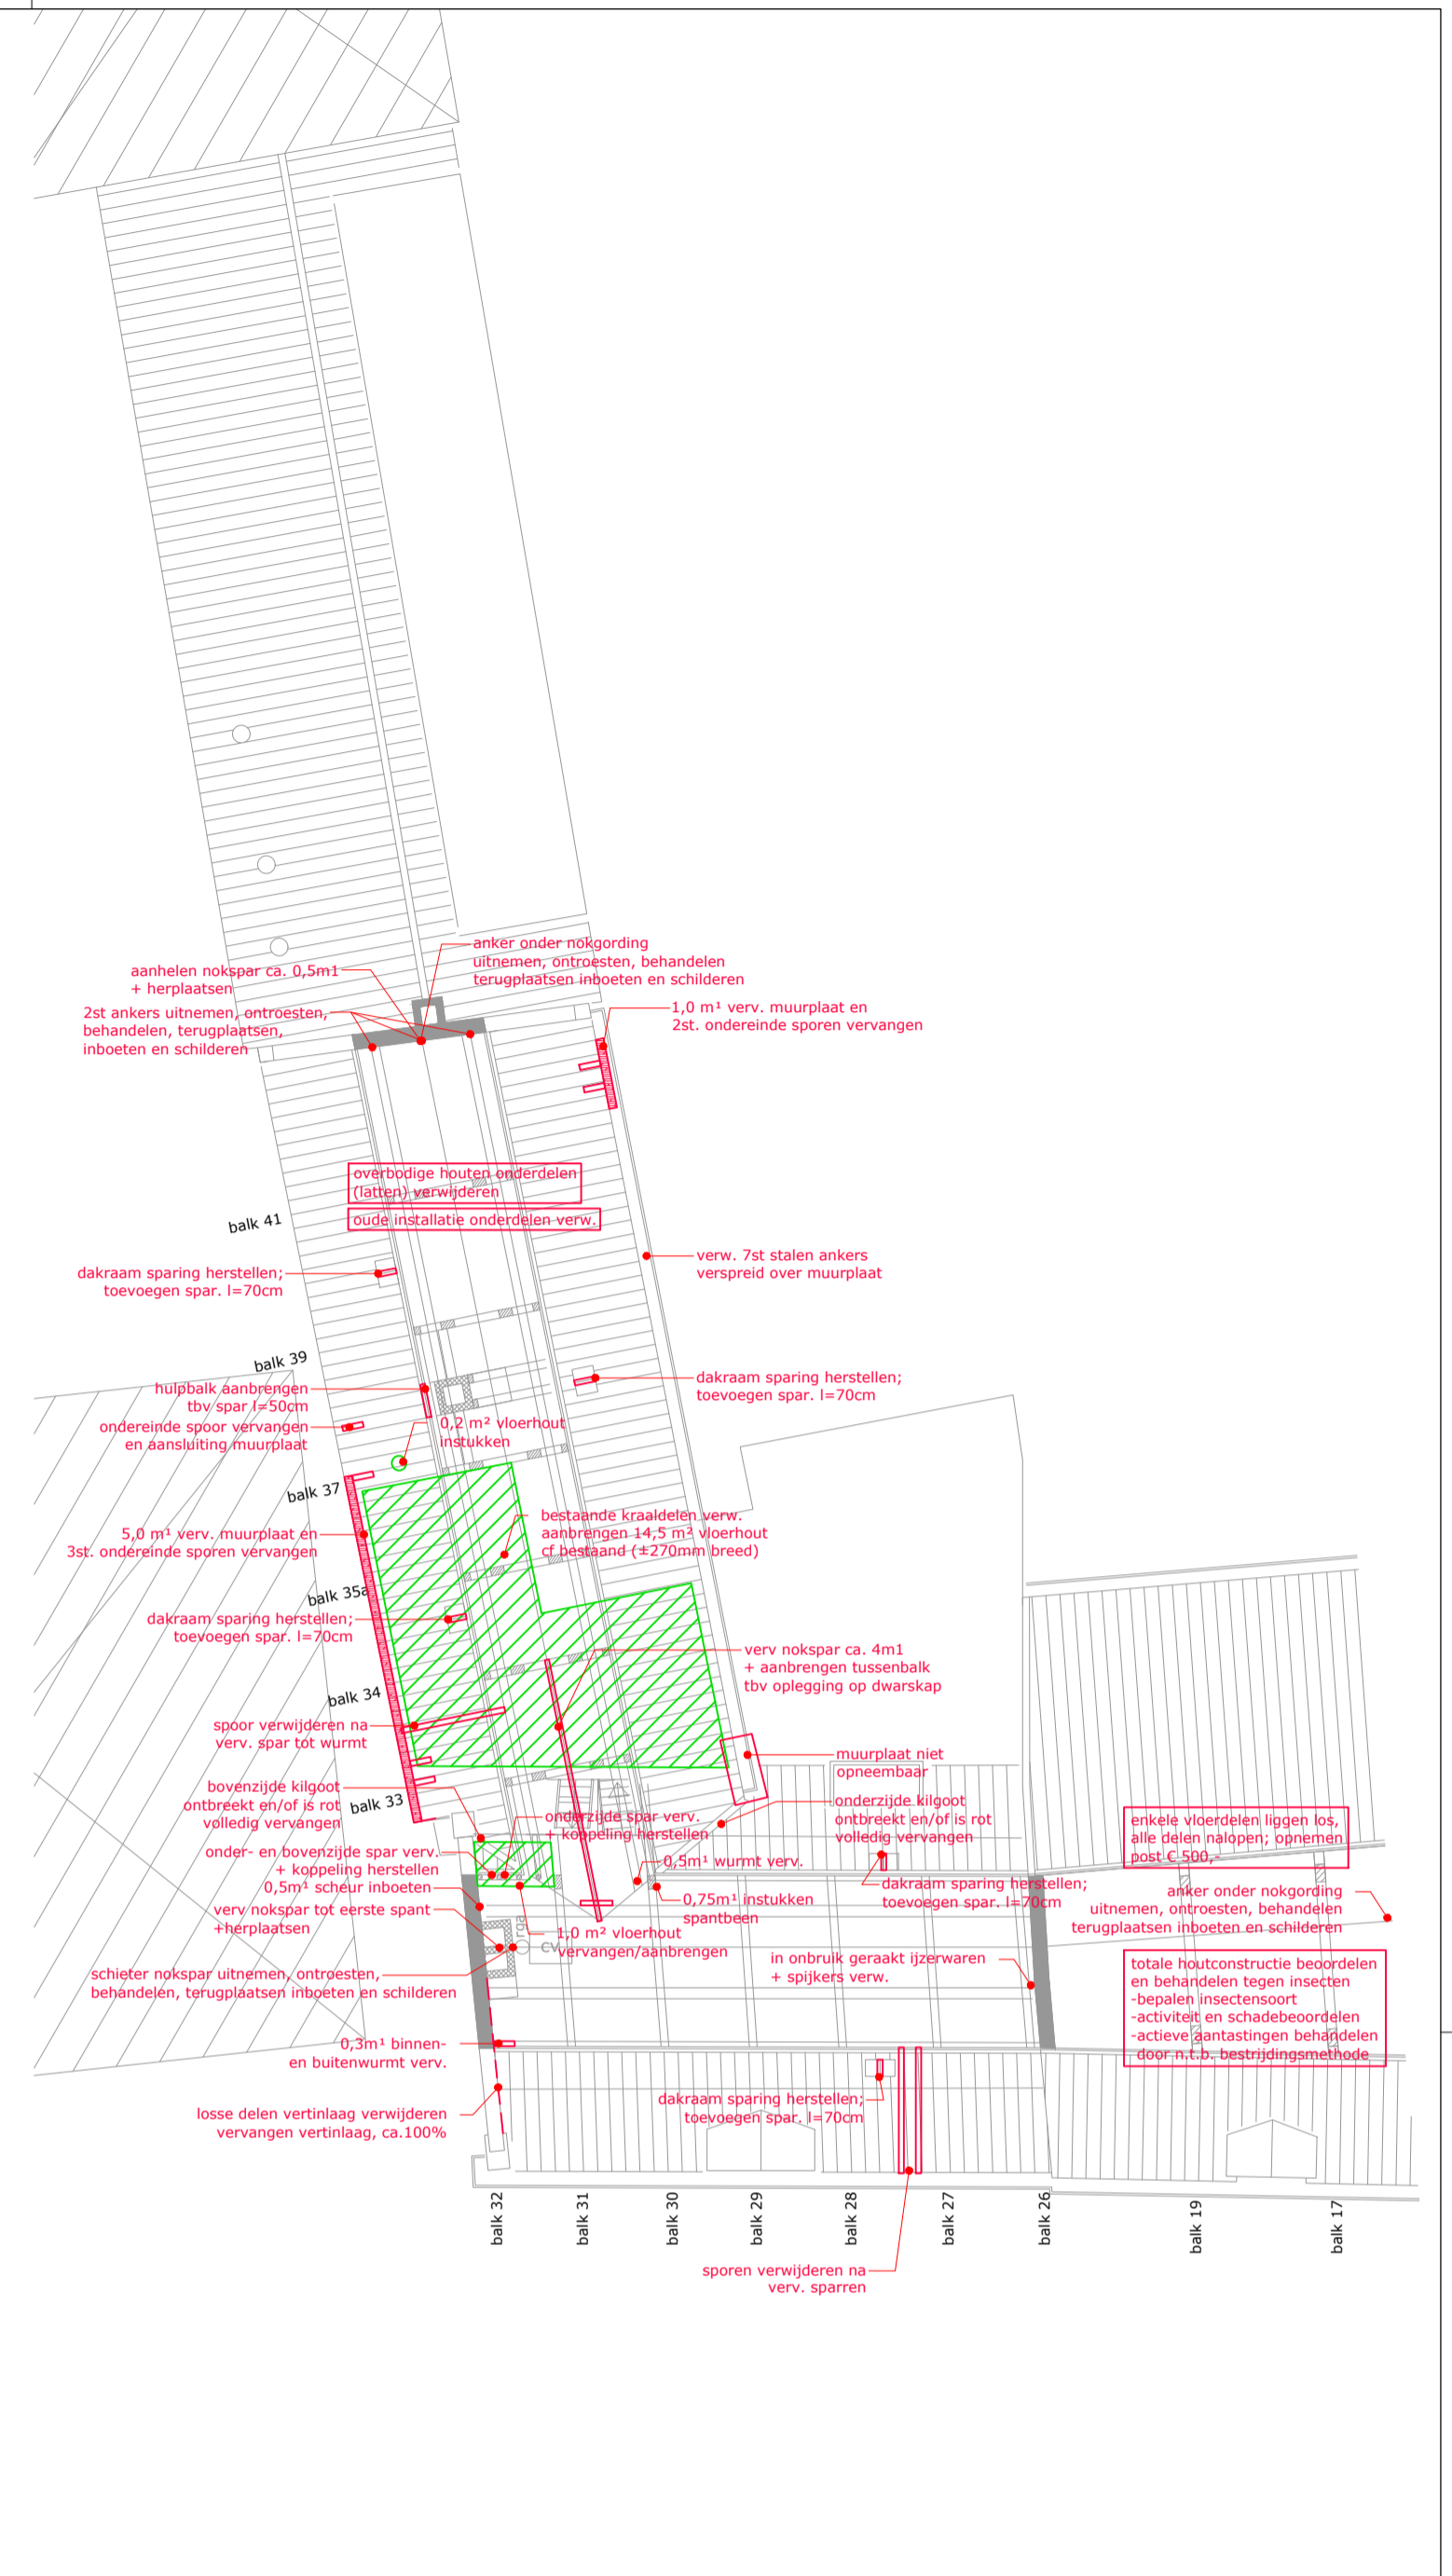 anker onder nokgording
uitnemen, ontroesten, behandelen
terugplaatsen inboeten en schilderen
aanhelen nokspar ca. 0,5m1
+ herplaatsen
2st ankers uitnemen, ontroesten,
behandelen, terugplaatsen,
inboeten en schilderen
1,0 m¹ verv. muurplaat en
2st. ondereinde sporen vervangen
overbodige houten onderdelen
(latten) verwijderen
oude installatie onderdelen verw.
balk 41
verw. 7st stalen ankers
verspreid over muurplaat
dakraam sparing herstellen;
toevoegen spar. l=70cm
balk 39
hulpbalk aanbrengen
tbv spar l=50cm
dakraam sparing herstellen;
toevoegen spar. l=70cm
ondereinde spoor vervangen
en aansluiting muurplaat
0,2 m² vloerhout
instukken
balk 37
5,0 m¹ verv. muurplaat en
3st. ondereinde sporen vervangen
bestaande kraaldelen verw.
aanbrengen 14,5 m² vloerhout
cf bestaand (±270mm breed)
balk 35a
dakraam sparing herstellen;
toevoegen spar. l=70cm
verv nokspar ca. 4m1
+ aanbrengen tussenbalk
tbv oplegging op dwarskap
balk 34
spoor verwijderen na
verv. spar tot wurmt
muurplaat niet
opneembaar
bovenzijde kilgoot
ontbreekt en/of is rot
volledig vervangen
balk 33
onderzijde spar verv.
+ koppeling herstellen
onderzijde kilgoot
ontbreekt en/of is rot
volledig vervangen
enkele vloerdelen liggen los,
alle delen nalopen; opnemen
post € 500,-
onder- en bovenzijde spar verv.
+ koppeling herstellen
0,5m¹ wurmt verv.
0,5m¹ scheur inboeten
dakraam sparing herstellen;
toevoegen spar. l=70cm
0,75m¹ instukken
spantbeen
anker onder nokgording
uitnemen, ontroesten, behandelen
terugplaatsen inboeten en schilderen
verv nokspar tot eerste spant
+herplaatsen
1,0 m² vloerhout
vervangen/aanbrengen
CV
in onbruik geraakt ijzerwaren
+ spijkers verw.
totale houtconstructie beoordelen
en behandelen tegen insecten
-bepalen insectensoort
-activiteit en schadebeoordelen
-actieve aantastingen behandelen
door n.t.b. bestrijdingsmethode
schieter nokspar uitnemen, ontroesten,
behandelen, terugplaatsen inboeten en schilderen
0,3m¹ binnen-
en buitenwurmt verv.
dakraam sparing herstellen;
toevoegen spar. l=70cm
losse delen vertinlaag verwijderen
vervangen vertinlaag, ca.100%
balk 32
balk 31
balk 30
balk 29
balk 28
balk 27
balk 26
balk 19
balk 17
sporen verwijderen na
verv. sparren